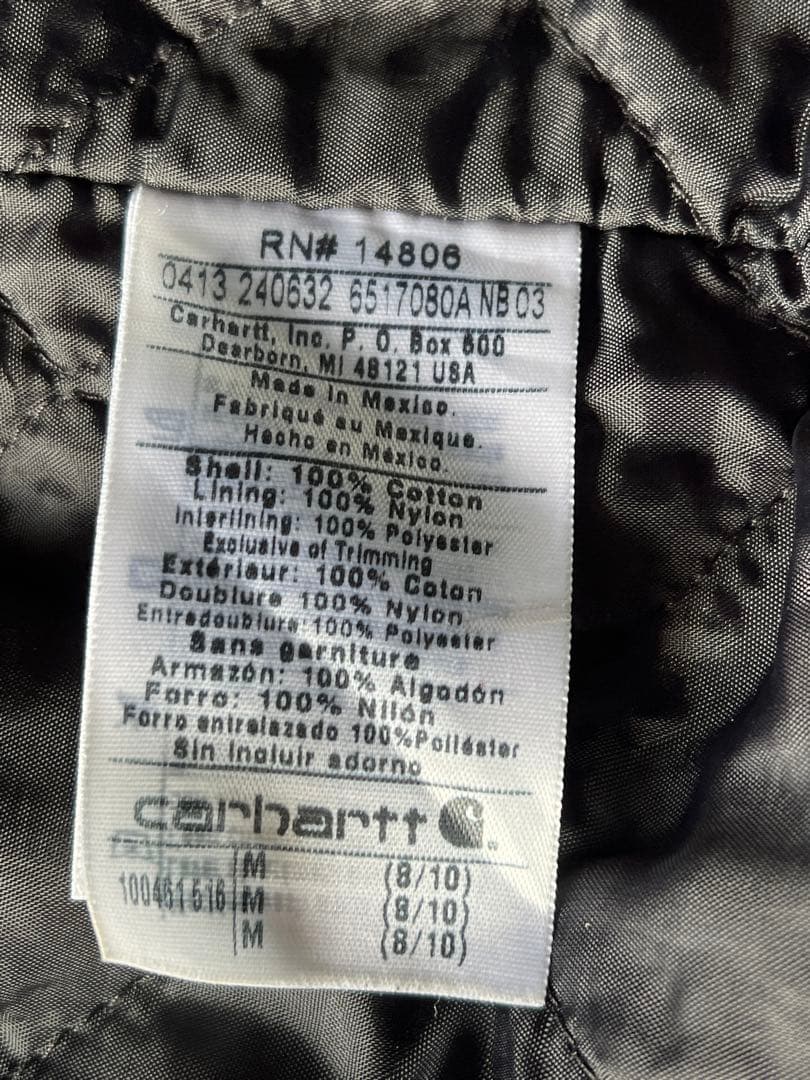 RN# 14806
0413 240632 6517080A NB 03
Carhartt, Inc. P. O. Box 600
Dearborn, MI 48121 USA
Made in Mexico.
Fabriqué au Mexique.
Hecho en México.
Shell: 100% Cotton
Lining: 100% Nylon
Interlining: 100% Polyester
Exclusive of Trimming
Extérieur: 100% Coton
Doublure 100% Nylon
Entredoublure 100% Polyester
Sans garniture
Armazón: 100% Algodón
Forro: 100% Nilón
Forro entrelazado 100%Poliéster
Sin incluir adorno
carhartt
M (8/10)
100461 516 M (8/10)
M (8/10)